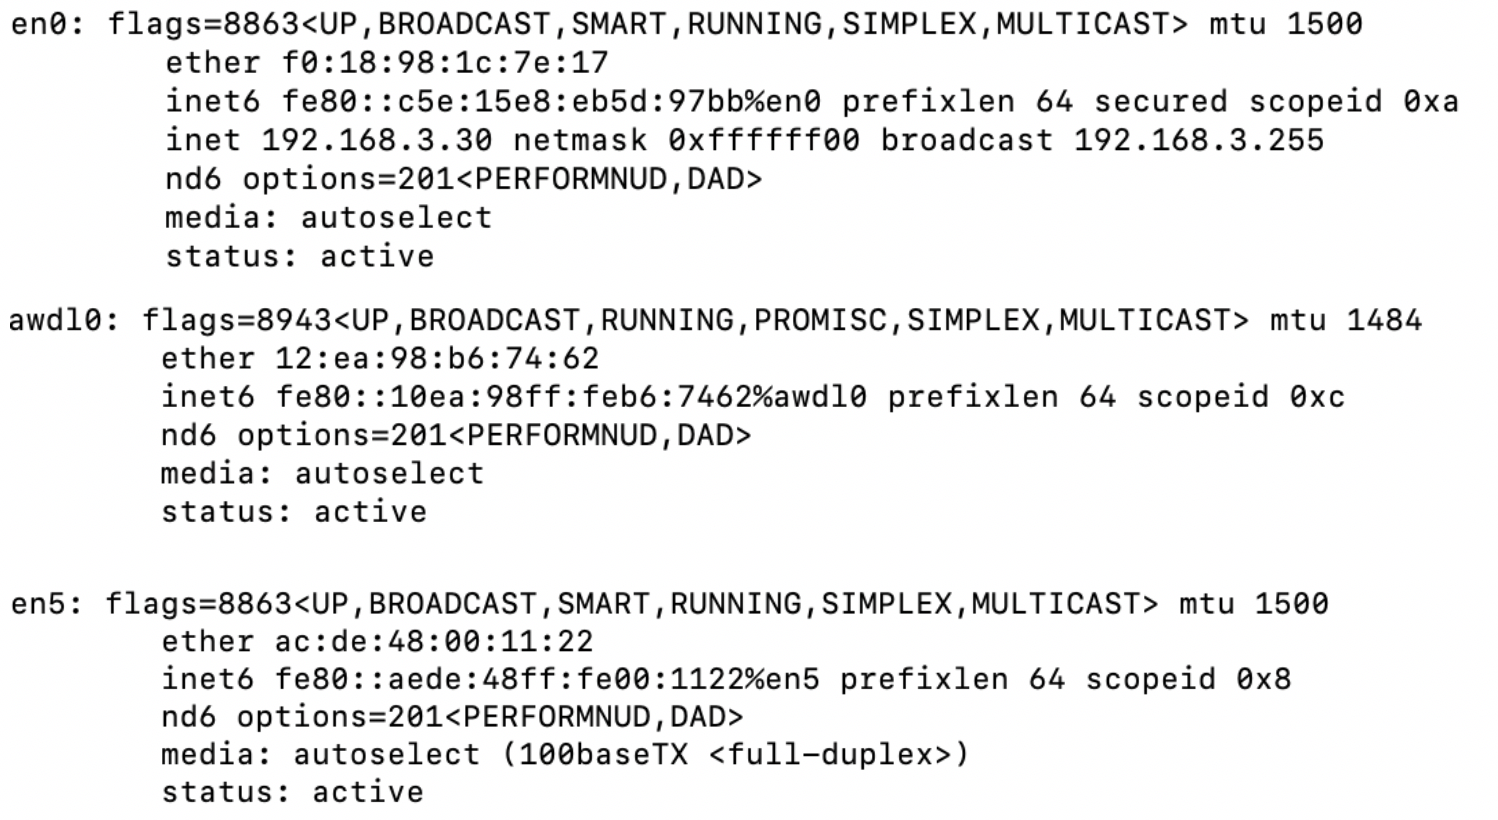 en0: flags=8863<UP,BROADCAST,SMART,RUNNING,SIMPLEX,MULTICAST> mtu 1500
ether f0:18:98:1c:7e:17
inet6 fe80::c5e:15e8:eb5d:97bb%en0 prefixlen 64 secured scopeid 0xa
inet 192.168.3.30 netmask 0xffffff00 broadcast 192.168.3.255
nd6 options=201<PERFORMNUD,DAD>
media: autoselect
status: active
awdl0: flags=8943<UP,BROADCAST,RUNNING,PROMISC,SIMPLEX,MULTICAST> mtu 1484
ether 12:ea:98:b6:74:62
inet6 fe80::10ea:98ff:feb6:7462%awdl0 prefixlen 64 scopeid 0xc
nd6 options=201<PERFORMNUD,DAD>
media: autoselect
status: active
en5: flags=8863<UP,BROADCAST,SMART,RUNNING,SIMPLEX,MULTICAST> mtu 1500
ether ac:de:48:00:11:22
inet6 fe80::aede:48ff:fe00:1122%en5 prefixlen 64 scopeid 0x8
nd6 options=201<PERFORMNUD,DAD>
media: autoselect (100baseTX <full-duplex>)
status: active